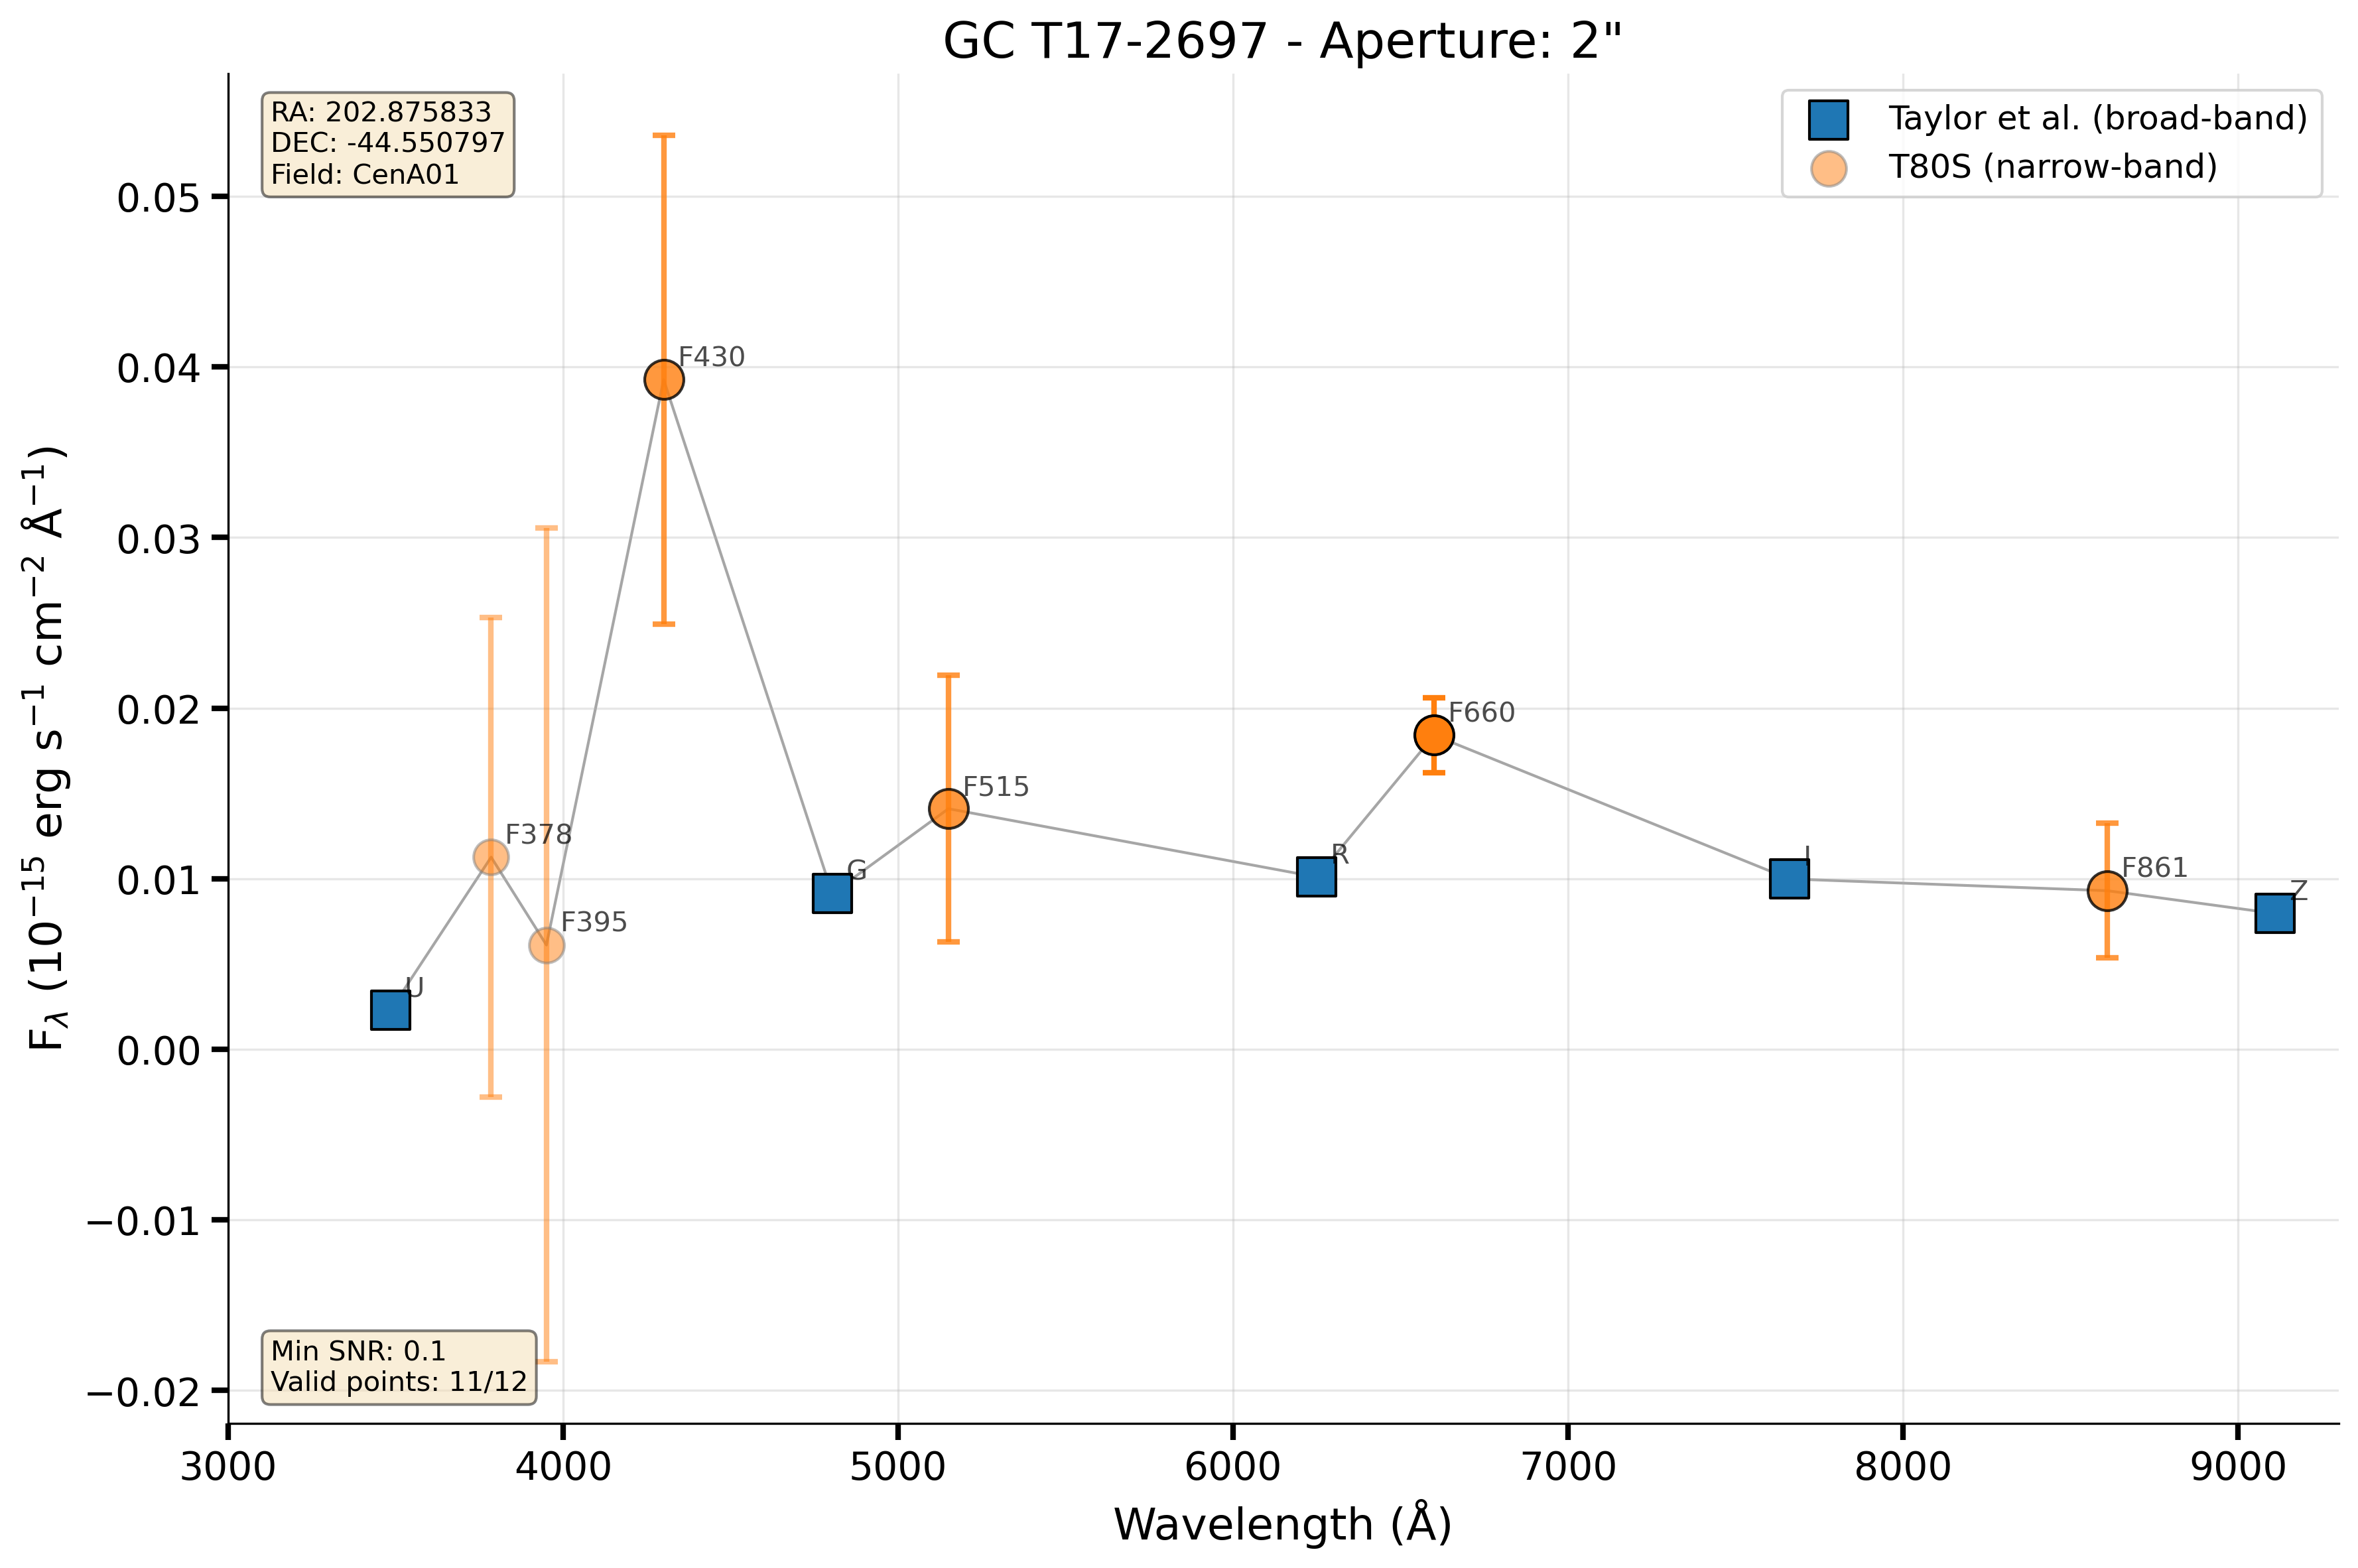 GC T17-2697 - Aperture: 2"
RA: 202.875833
DEC: -44.550797
Field: CenA01
Taylor et al. (broad-band)
T80S (narrow-band)
F_λ (10⁻¹⁵ erg s⁻¹ cm⁻² Å⁻¹)
0.05
0.04
0.03
0.02
0.01
0.00
−0.01
−0.02
U
F378
F395
F430
G
F515
R
F660
I
F861
Z
Min SNR: 0.1
Valid points: 11/12
3000 4000 5000 6000 7000 8000 9000
Wavelength (Å)